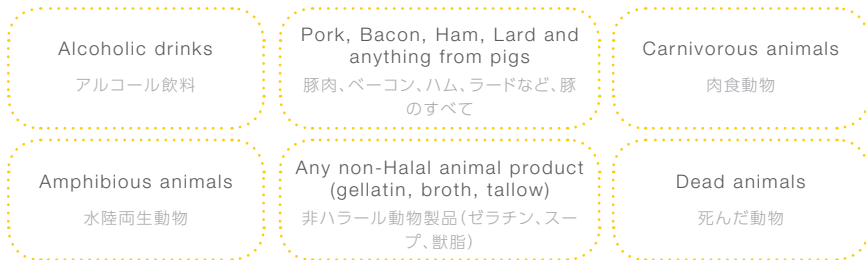 Alcoholic drinks
アルコール飲料
Pork, Bacon, Ham, Lard and
anything from pigs
豚肉、ベーコン、ハム、ラードなど、豚
のすべて
Carnivorous animals
肉食動物
Amphibious animals
水陸両生動物
Any non-Halal animal product
(gellatin, broth, tallow)
非ハラール動物製品(ゼラチン、スー
プ、獣脂)
Dead animals
死んだ動物